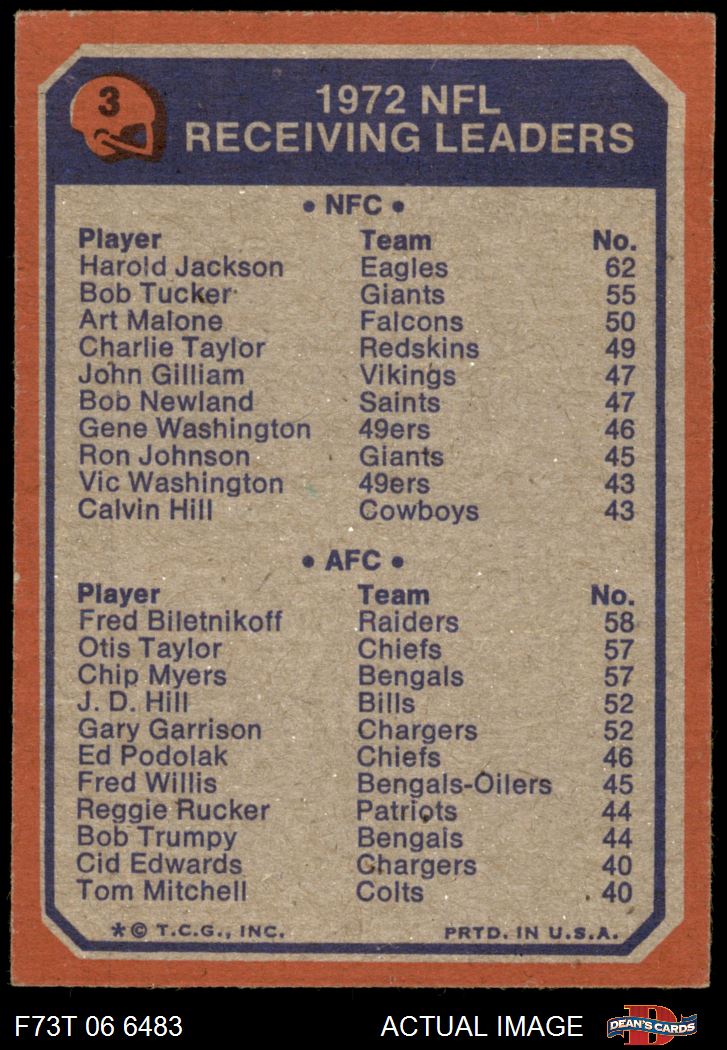 3
1972 NFL
RECEIVING LEADERS
• NFC •
Player Team No.
Harold Jackson Eagles 62
Bob Tucker Giants 55
Art Malone Falcons 50
Charlie Taylor Redskins 49
John Gilliam Vikings 47
Bob Newland Saints 47
Gene Washington 49ers 46
Ron Johnson Giants 45
Vic Washington 49ers 43
Calvin Hill Cowboys 43
• AFC •
Player Team No.
Fred Biletnikoff Raiders 58
Otis Taylor Chiefs 57
Chip Myers Bengals 57
J. D. Hill Bills 52
Gary Garrison Chargers 52
Ed Podolak Chiefs 46
Fred Willis Bengals-Oilers 45
Reggie Rucker Patriots 44
Bob Trumpy Bengals 44
Cid Edwards Chargers 40
Tom Mitchell Colts 40
*© T.C.G., INC. PRTD. IN U.S.A.
F73T 06 6483 ACTUAL IMAGE D DEAN'S CARDS